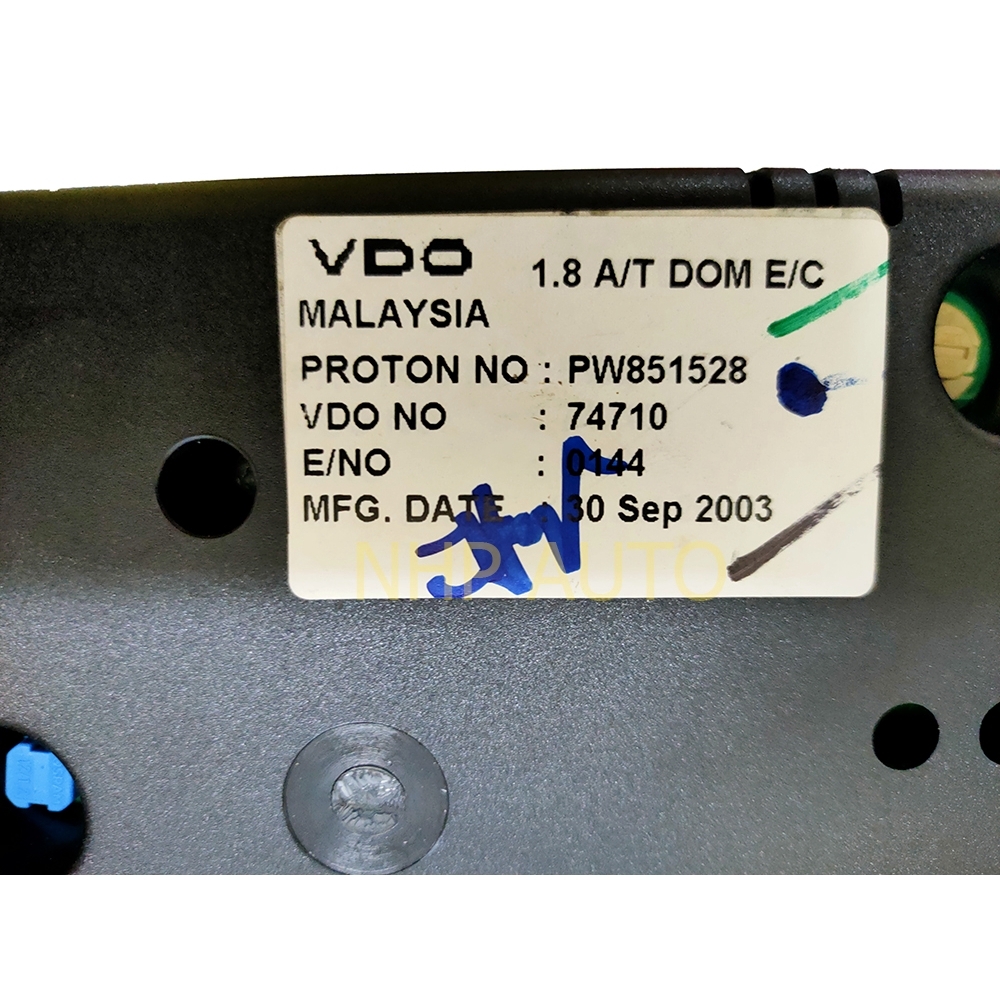 VDO 1.8 A/T DOM E/C
MALAYSIA
PROTON NO : PW851528
VDO NO : 74710
E/NO : 0144
MFG. DATE : 30 Sep 2003
NHP AUTO